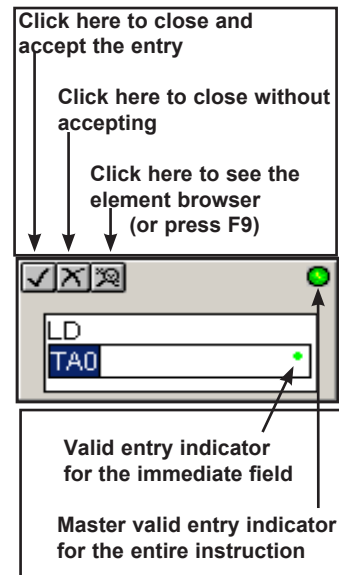 Click here to close and
accept the entry
Click here to close without
accepting
Click here to see the
element browser
(or press F9)
LD
TA0
Valid entry indicator
for the immediate field
Master valid entry indicator
for the entire instruction